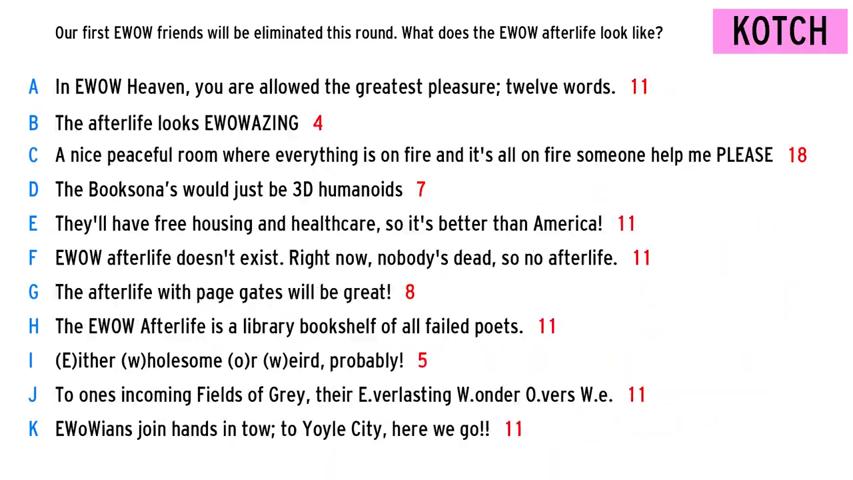 Our first EWOW friends will be eliminated this round. What does the EWOW afterlife look like?
KOTCH
A In EWOW Heaven, you are allowed the greatest pleasure; twelve words. 11
B The afterlife looks EWOWAZING 4
C A nice peaceful room where everything is on fire and it's all on fire someone help me PLEASE 18
D The Booksona's would just be 3D humanoids 7
E They'll have free housing and healthcare, so it's better than America! 11
F EWOW afterlife doesn't exist. Right now, nobody's dead, so no afterlife. 11
G The afterlife with page gates will be great! 8
H The EWOW Afterlife is a library bookshelf of all failed poets. 11
I (E)ither (w)holesome (o)r (w)eird, probably! 5
J To ones incoming Fields of Grey, their E.verlasting W.onder O.vers W.e. 11
K EWoWians join hands in tow; to Yoyle City, here we go!! 11